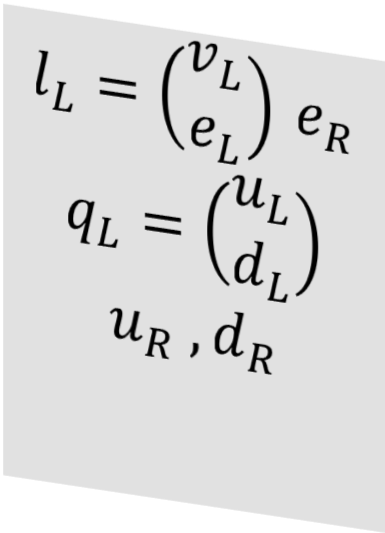 l_L = (v_L e_L) e_R
q_L = (u_L d_L)
u_R , d_R